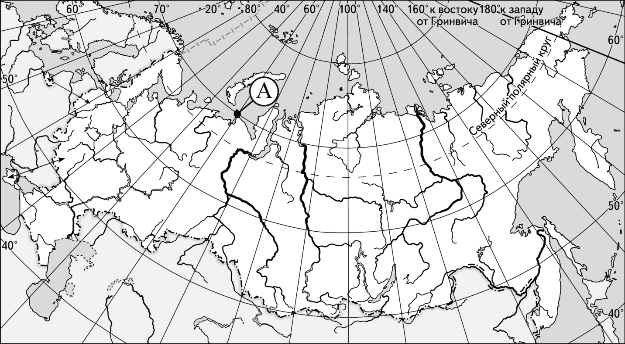 60° 70° 20° 80° 40° 60° 100° 140° 160° к востоку 180° к западу
от Гринвича от Гринвича
60°
Северный полярный круг
А
50°
50°
40°
40°